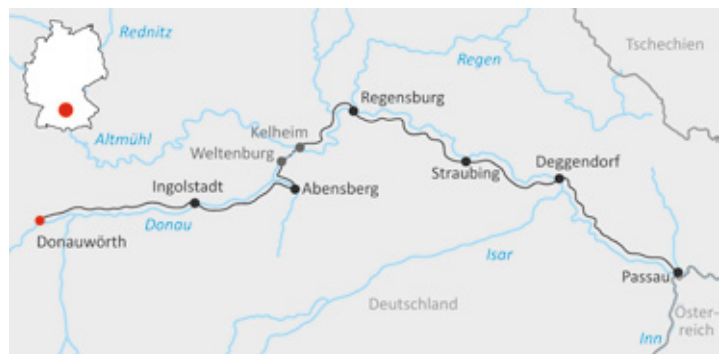 Rednitz
Tschechien
Regen
Regensburg
Altmühl
Kelheim
Weltenburg
Deggendorf
Straubing
Ingolstadt
Abensberg
Donau
Donauwörth
Isar
Passau
Deutschland
Öster-
reich
Inn